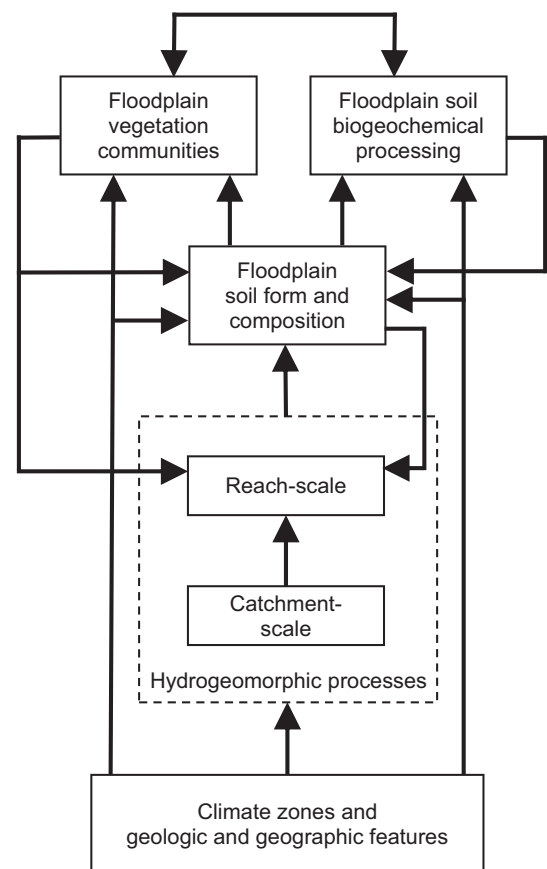 Floodplain
vegetation
communities
Floodplain soil
biogeochemical
processing
Floodplain
soil form and
composition
Reach-scale
Catchment-
scale
Hydrogeomorphic processes
Climate zones and
geologic and geographic features